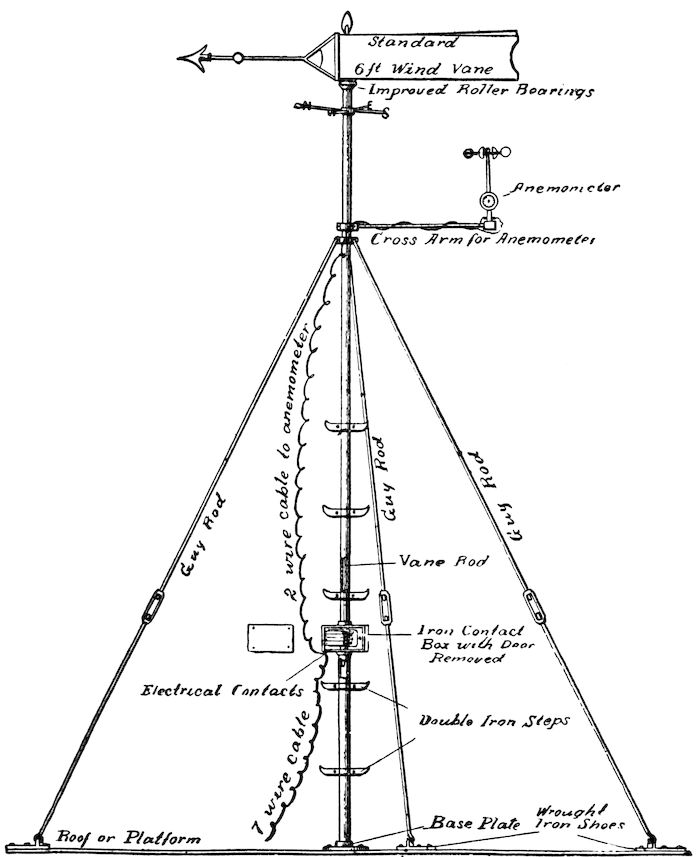 Standard
6ft Wind Vane
Improved Roller Bearings
E
S
Anemometer
Cross Arm for Anemometer
2 wire cable to anemometer
Guy Rod
Guy Rod
Guy Rod
Vane Rod
Iron Contact
Box with Door
Removed
Electrical Contacts
Double Iron Steps
7 wire cable
Roof or Platform
Base Plate
Wrought
Iron Shoes